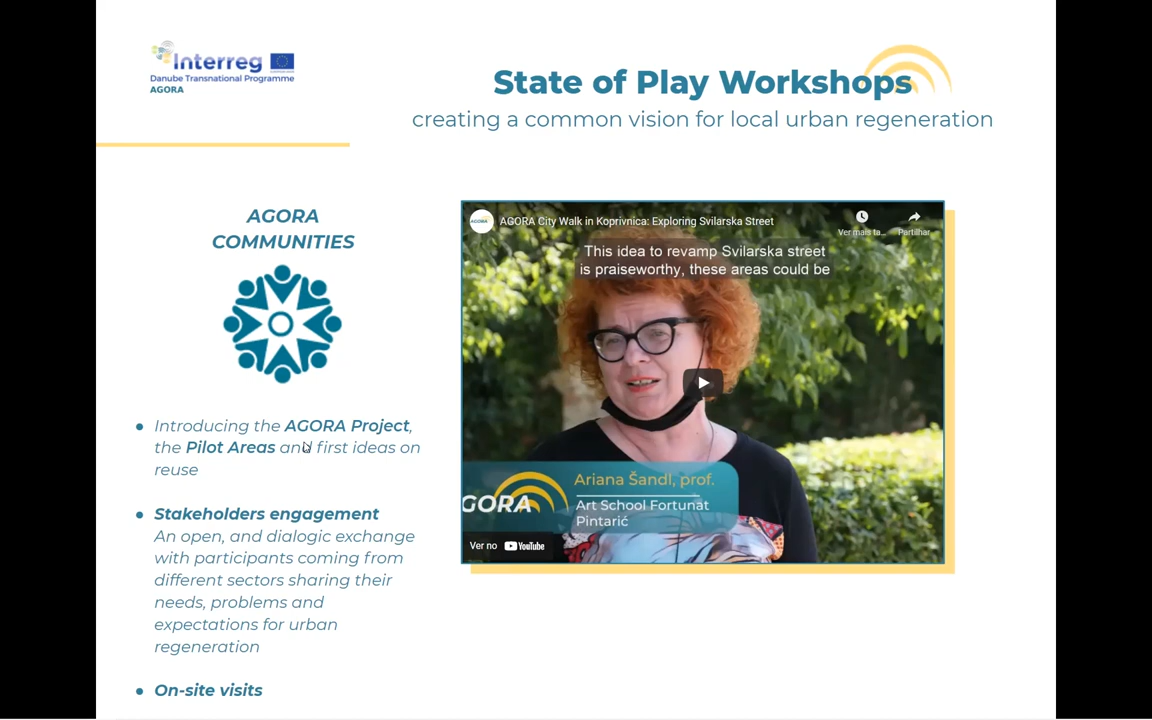 Interreg
EUROPEAN UNION
Danube Transnational Programme
AGORA
State of Play Workshops
creating a common vision for local urban regeneration
AGORA
COMMUNITIES
● Introducing the AGORA Project,
the Pilot Areas and first ideas on
reuse
● Stakeholders engagement
An open, and dialogic exchange
with participants coming from
different sectors sharing their
needs, problems and
expectations for urban
regeneration
● On-site visits
AGORA
AGORA City Walk in Koprivnica: Exploring Svilarska Street
Ver mais ta...
Partilhar
This idea to revamp Svilarska street
is praiseworthy, these areas could be
GORA
Ariana Šandl, prof.
Art School Fortunat
Pintarić
Ver no YouTube